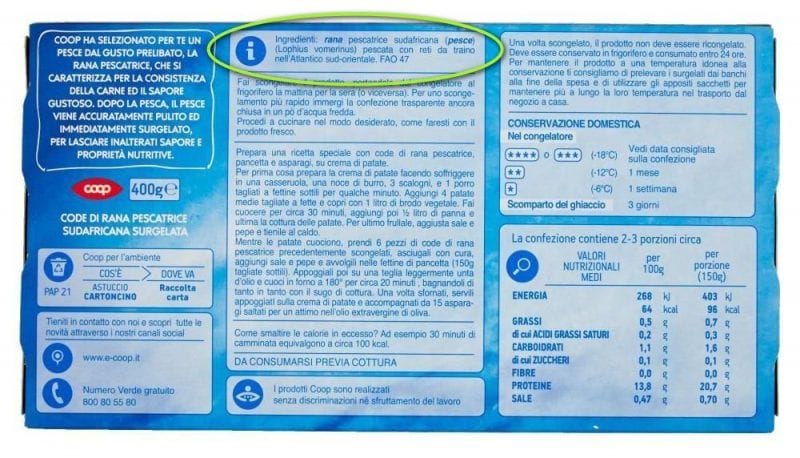 COOP HA SELEZIONATO PER TE UN
PESCE DAL GUSTO PRELIBATO, LA
RANA PESCATRICE, CHE SI
CARATTERIZZA PER LA CONSISTENZA
DELLA CARNE ED IL SAPORE
GUSTOSO. DOPO LA PESCA, IL PESCE
VIENE ACCURATAMENTE PULITO ED
IMMEDIATAMENTE SURGELATO,
PER LASCIARE INALTERATI SAPORE E
PROPRIETÀ NUTRITIVE.
coop 400g℮
CODE DI RANA PESCATRICE
SUDAFRICANA SURGELATA
Coop per l'ambiente
COS'È DOVE VA
PAP 21
ASTUCCIO
CARTONCINO
Raccolta
carta
Tieniti in contatto con noi e scopri tutte le
novità attraverso i nostri canali social
www.e-coop.it
Numero Verde gratuito
800 80 55 80
Ingredienti: rana pescatrice sudafricana (pesce)
(Lophius vomerinus) pescata con reti da traino
nell'Atlantico sud-orientale. FAO 47
Fai scongelare il prodotto portandolo dal congelatore al
frigorifero la mattina per la sera (o viceversa). Per uno sconge-
lamento più rapido immergi la confezione trasparente ancora
chiusa in un pò d'acqua fredda.
Procedi a cucinare nel modo desiderato, come faresti con il
prodotto fresco.
Prepara una ricetta speciale con code di rana pescatrice,
pancetta e asparagi, su crema di patate.
Per prima cosa prepara la crema di patate facendo soffriggere
in una casseruola, una noce di burro, 3 scalogni, e 1 porro
tagliati a fettine sottili per qualche minuto. Aggiungi 4 patate
medie tagliate a fette e copri con 1 litro di brodo vegetale. Fai
cuocere per circa 30 minuti, aggiungi poi ½ litro di panna e
ultima la cottura delle patate. Per ultimo frullale, aggiusta sale e
pepe e tienile al caldo.
Mentre le patate cuociono, prendi 6 pezzi di code di rana
pescatrice precedentemente scongelati, asciugali con cura,
aggiungi sale e pepe e avvolgili nelle fettine di pancetta (150g
tagliate sottili). Appoggiali poi su una teglia leggermente unta
d'olio e cuoci in forno a 180° per circa 20 minuti , bagnandoli di
tanto in tanto con il sugo di cottura. Una volta sfornati, servili
appoggiati sulla crema di patate e accompagnati da 15 aspara-
gi saltati per un attimo nell'olio extravergine di oliva.
Come smaltire le calorie in eccesso? Ad esempio 30 minuti di
camminata equivalgono a circa 100 kcal.
DA CONSUMARSI PREVIA COTTURA
I prodotti Coop sono realizzati
senza discriminazioni né sfruttamento del lavoro
Una volta scongelato, il prodotto non deve essere ricongelato.
Deve essere conservato in frigorifero e consumato entro 24 ore.
Per mantenere il prodotto a una temperatura idonea alla
conservazione ti consigliamo di prelevare i surgelati dai banchi
alla fine della spesa e di utilizzare gli appositi sacchetti per
mantenere più a lungo la loro temperatura nel trasporto dal
negozio a casa.
CONSERVAZIONE DOMESTICA
Nel congelatore
**** o *** (-18°C) Vedi data consigliata
sulla confezione
** (-12°C) 1 mese
* (-6°C) 1 settimana
Scomparto del ghiaccio 3 giorni
La confezione contiene 2-3 porzioni circa
VALORI
NUTRIZIONALI
MEDI
per
100g
per
porzione
(150g)
ENERGIA 268 kJ 403 kJ
64 kcal 96 kcal
GRASSI 0,5 g 0,7 g
di cui ACIDI GRASSI SATURI 0,2 g 0,3 g
CARBOIDRATI 1,1 g 1,6 g
di cui ZUCCHERI 0,1 g 0,1 g
FIBRE 0,0 g 0,0 g
PROTEINE 13,8 g 20,7 g
SALE 0,47 g 0,70 g